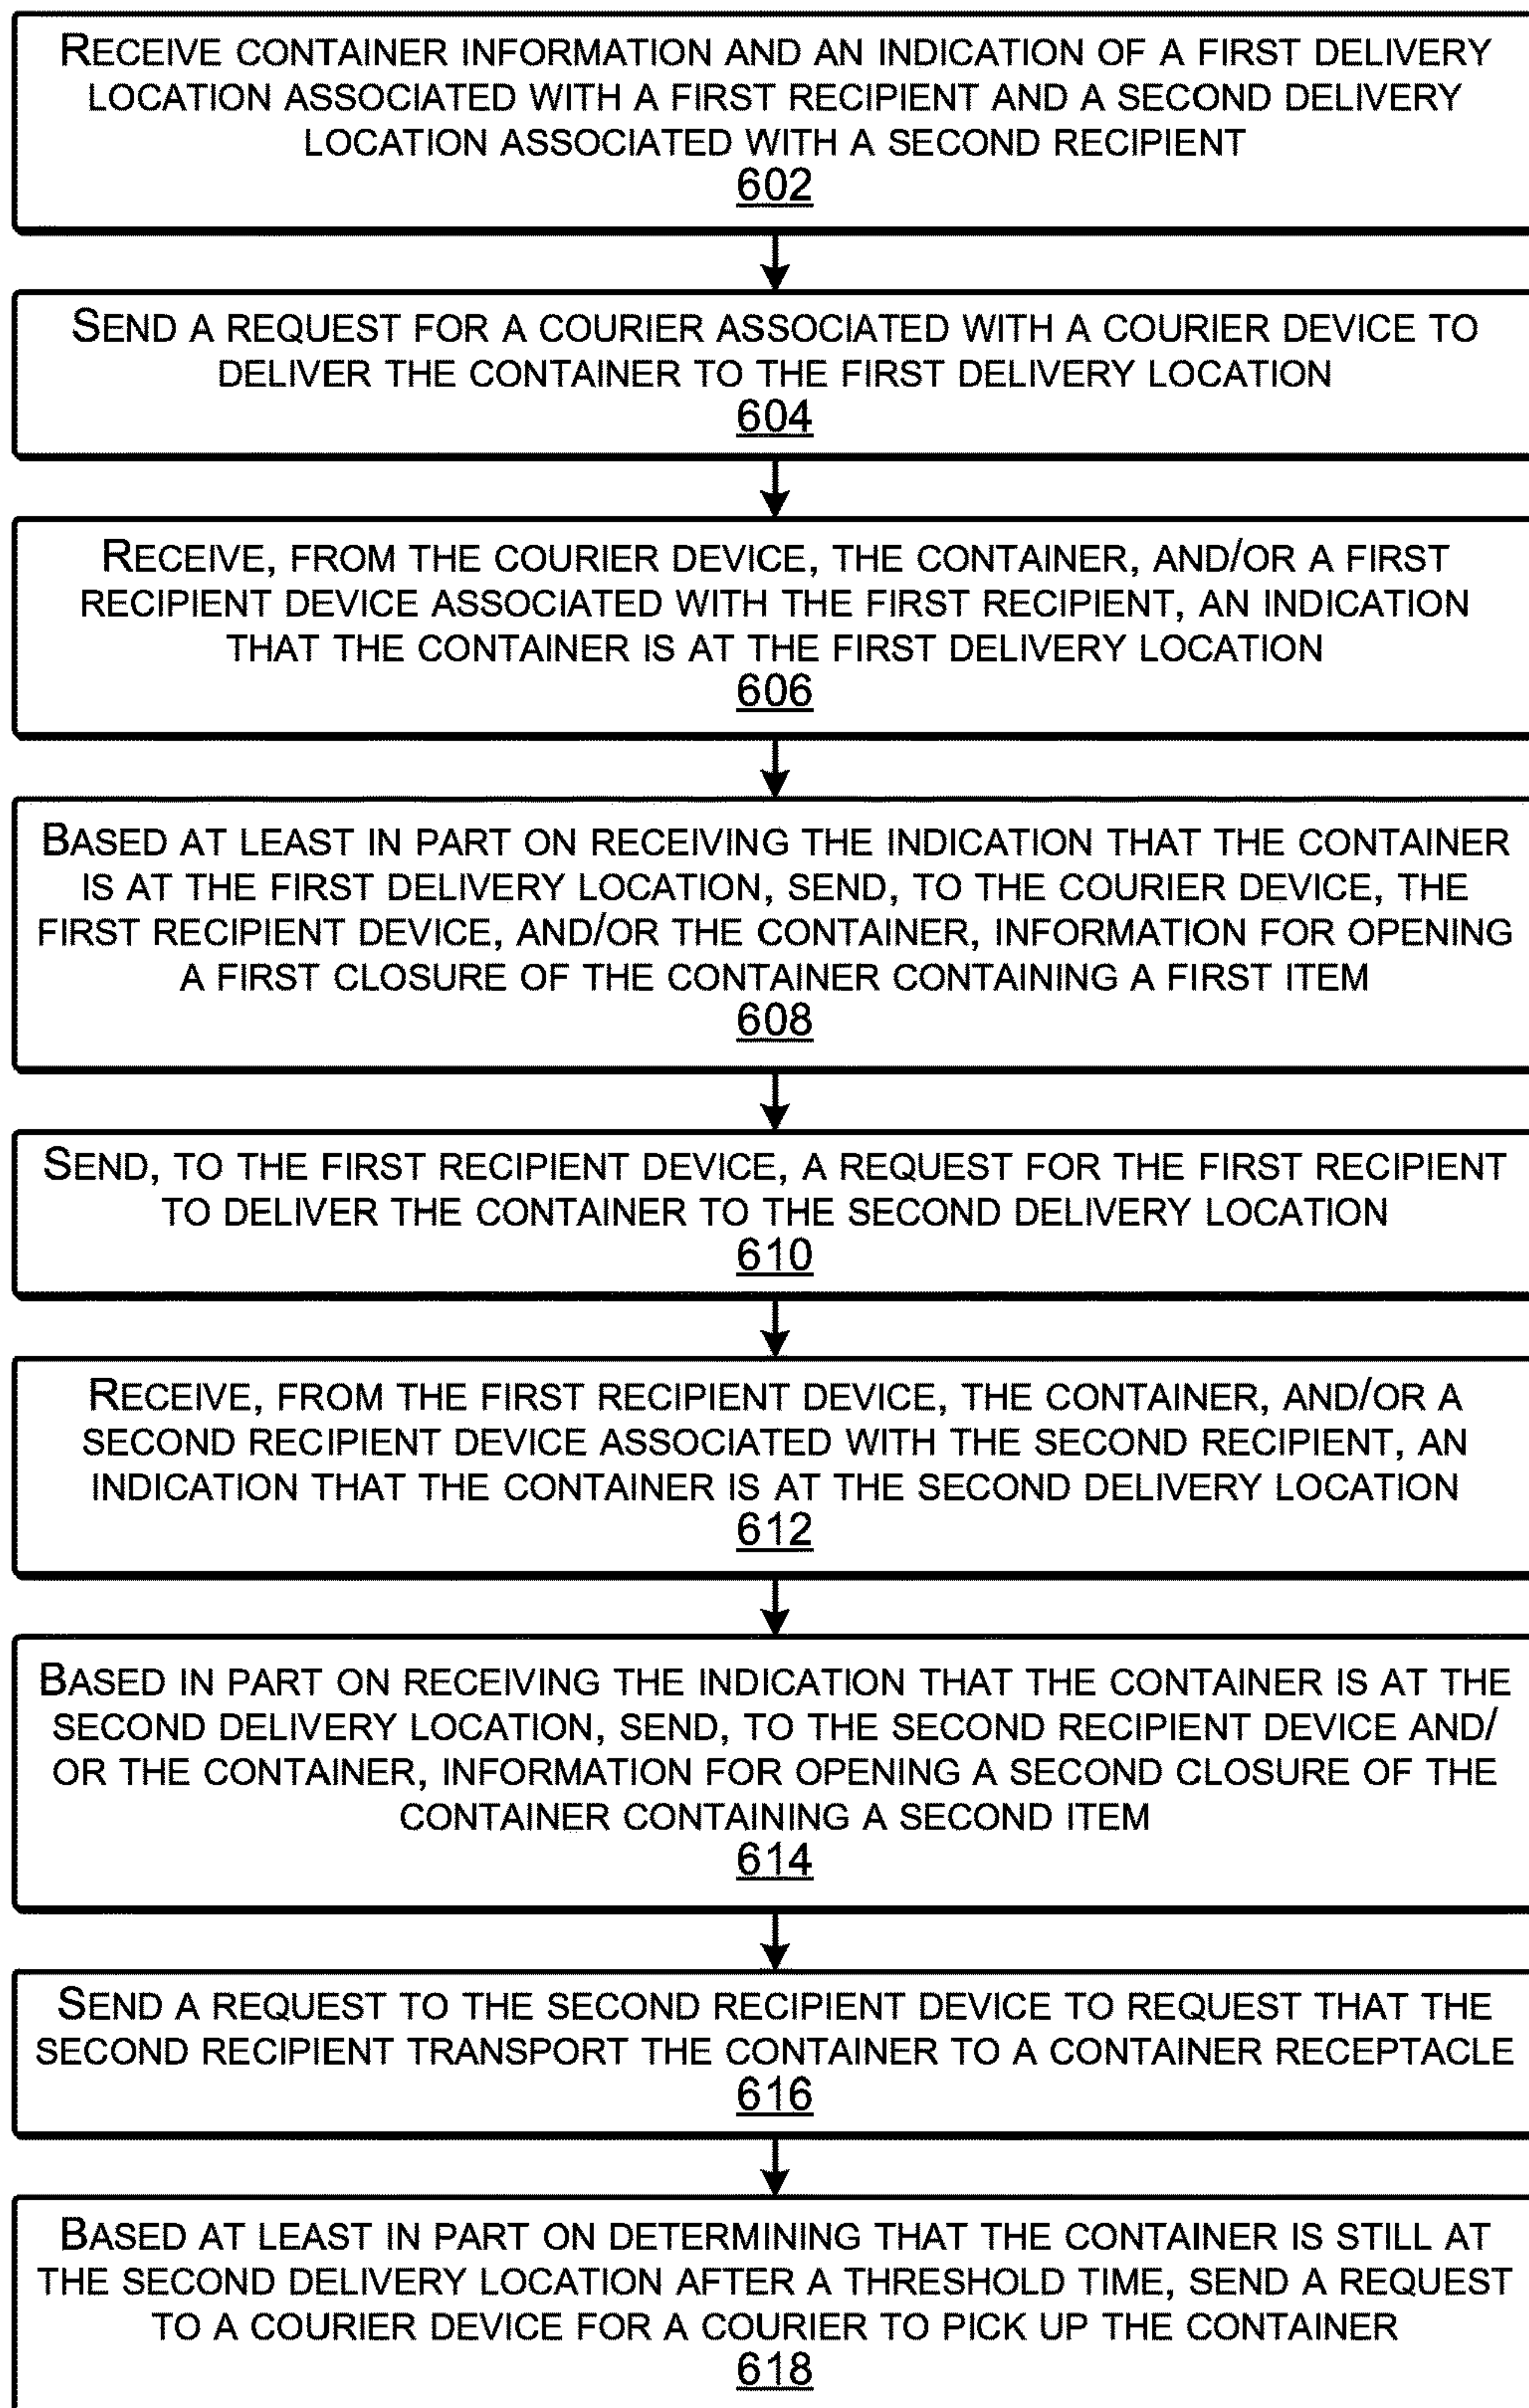 RECEIVE CONTAINER INFORMATION AND AN INDICATION OF A FIRST DELIVERY
LOCATION ASSOCIATED WITH A FIRST RECIPIENT AND A SECOND DELIVERY
LOCATION ASSOCIATED WITH A SECOND RECIPIENT
602
SEND A REQUEST FOR A COURIER ASSOCIATED WITH A COURIER DEVICE TO
DELIVER THE CONTAINER TO THE FIRST DELIVERY LOCATION
604
RECEIVE, FROM THE COURIER DEVICE, THE CONTAINER, AND/OR A FIRST
RECIPIENT DEVICE ASSOCIATED WITH THE FIRST RECIPIENT, AN INDICATION
THAT THE CONTAINER IS AT THE FIRST DELIVERY LOCATION
606
BASED AT LEAST IN PART ON RECEIVING THE INDICATION THAT THE CONTAINER
IS AT THE FIRST DELIVERY LOCATION, SEND, TO THE COURIER DEVICE, THE
FIRST RECIPIENT DEVICE, AND/OR THE CONTAINER, INFORMATION FOR OPENING
A FIRST CLOSURE OF THE CONTAINER CONTAINING A FIRST ITEM
608
SEND, TO THE FIRST RECIPIENT DEVICE, A REQUEST FOR THE FIRST RECIPIENT
TO DELIVER THE CONTAINER TO THE SECOND DELIVERY LOCATION
610
RECEIVE, FROM THE FIRST RECIPIENT DEVICE, THE CONTAINER, AND/OR A
SECOND RECIPIENT DEVICE ASSOCIATED WITH THE SECOND RECIPIENT, AN
INDICATION THAT THE CONTAINER IS AT THE SECOND DELIVERY LOCATION
612
BASED IN PART ON RECEIVING THE INDICATION THAT THE CONTAINER IS AT THE
SECOND DELIVERY LOCATION, SEND, TO THE SECOND RECIPIENT DEVICE AND/
OR THE CONTAINER, INFORMATION FOR OPENING A SECOND CLOSURE OF THE
CONTAINER CONTAINING A SECOND ITEM
614
SEND A REQUEST TO THE SECOND RECIPIENT DEVICE TO REQUEST THAT THE
SECOND RECIPIENT TRANSPORT THE CONTAINER TO A CONTAINER RECEPTACLE
616
BASED AT LEAST IN PART ON DETERMINING THAT THE CONTAINER IS STILL AT
THE SECOND DELIVERY LOCATION AFTER A THRESHOLD TIME, SEND A REQUEST
TO A COURIER DEVICE FOR A COURIER TO PICK UP THE CONTAINER
618